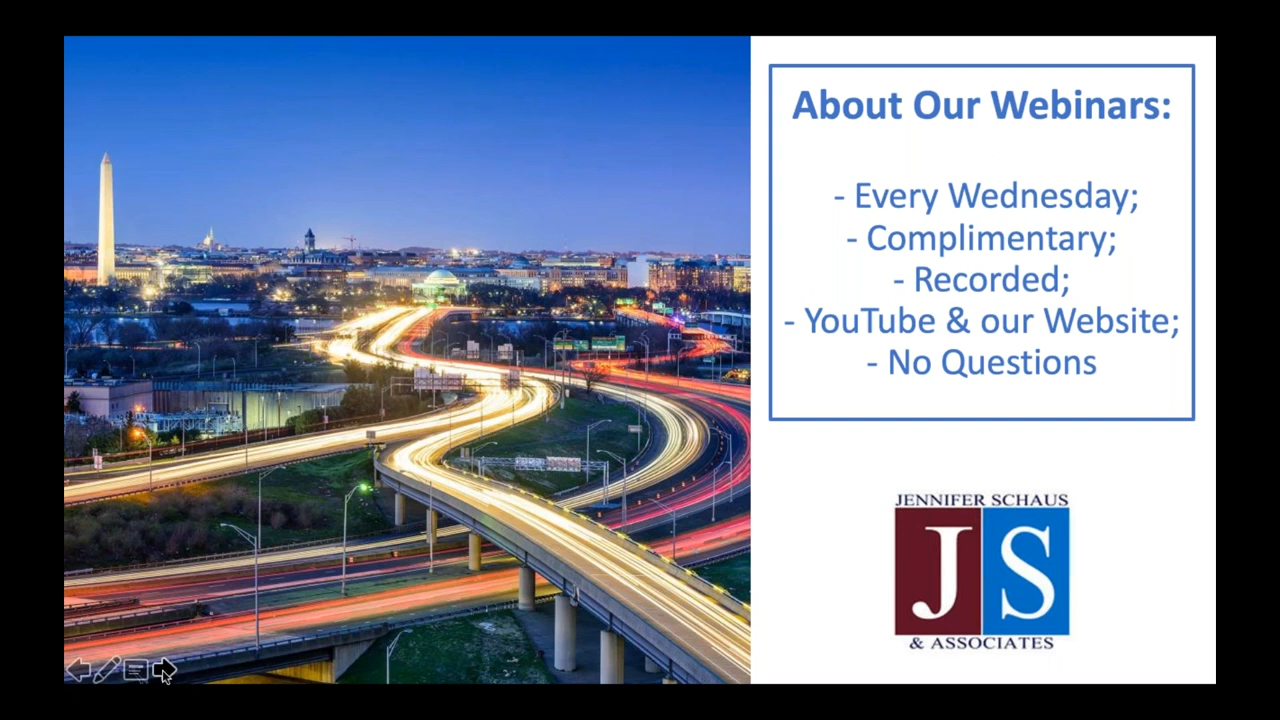 About Our Webinars:
- Every Wednesday;
- Complimentary;
- Recorded;
- YouTube & our Website;
- No Questions
JENNIFER SCHAUS
JS
& ASSOCIATES